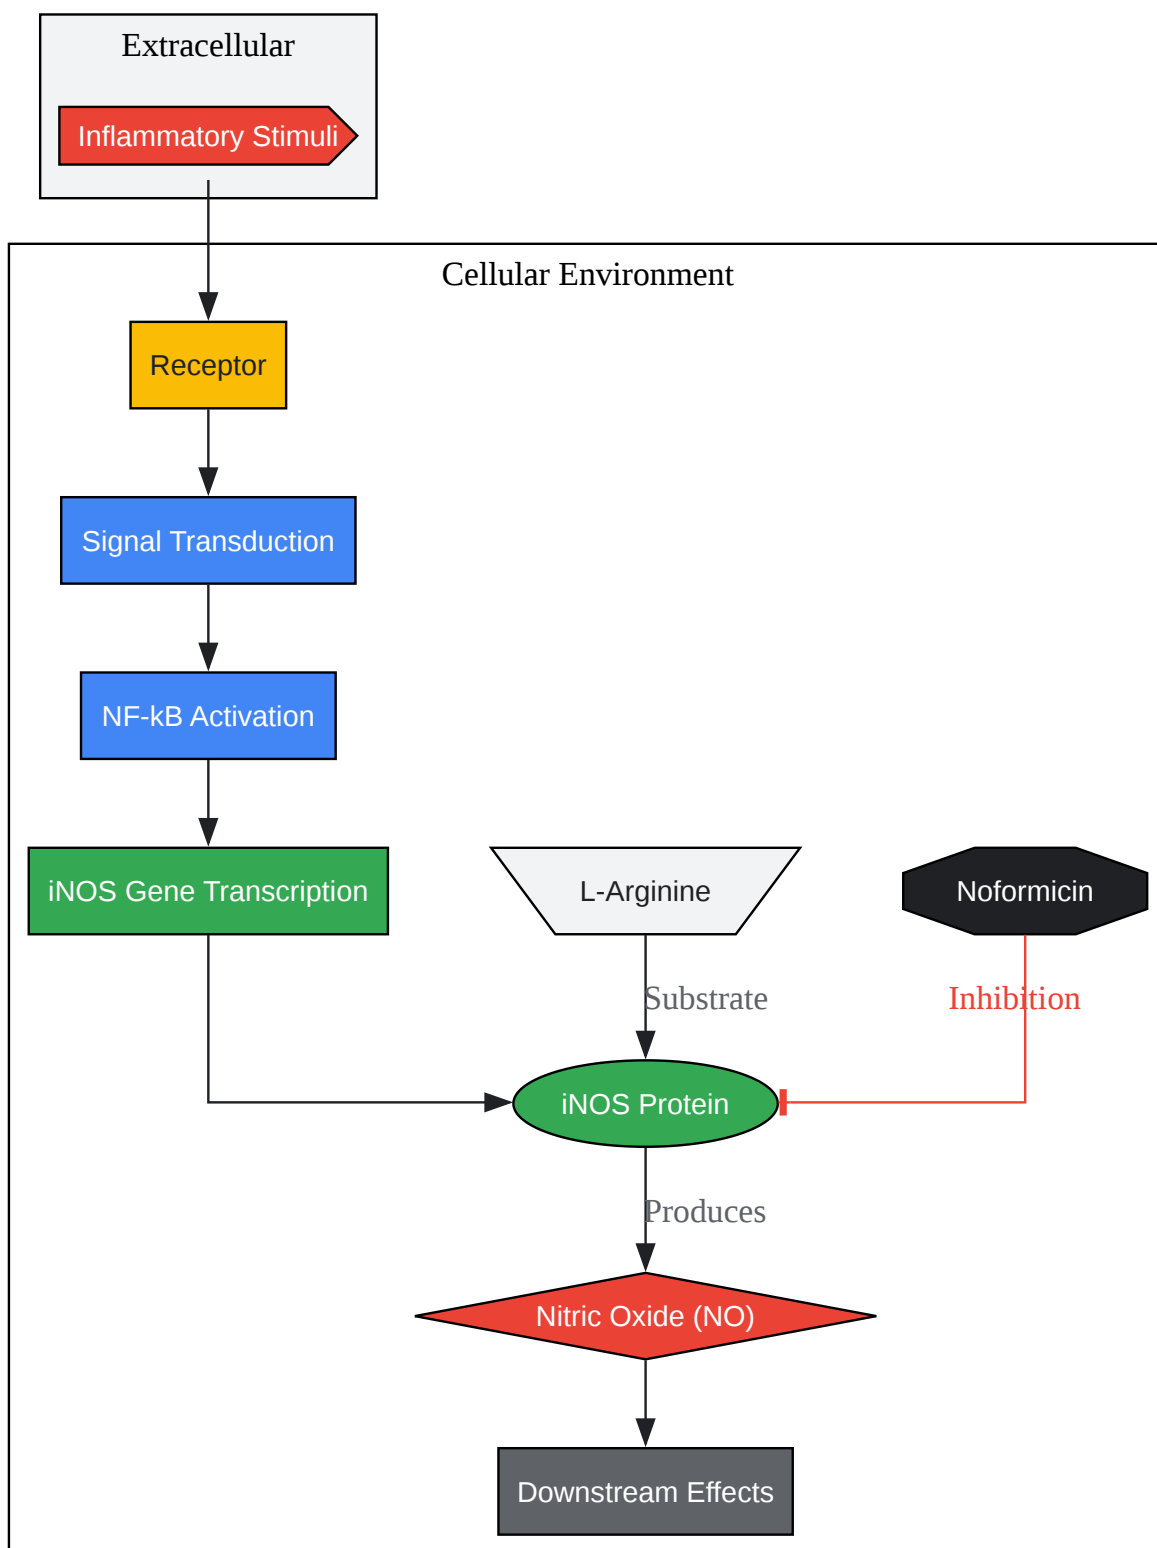 Extracellular
Inflammatory Stimuli
Cellular Environment
Receptor
Signal Transduction
NF-kB Activation
iNOS Gene Transcription
L-Arginine
Noformicin
Substrate
Inhibition
iNOS Protein
Produces
Nitric Oxide (NO)
Downstream Effects